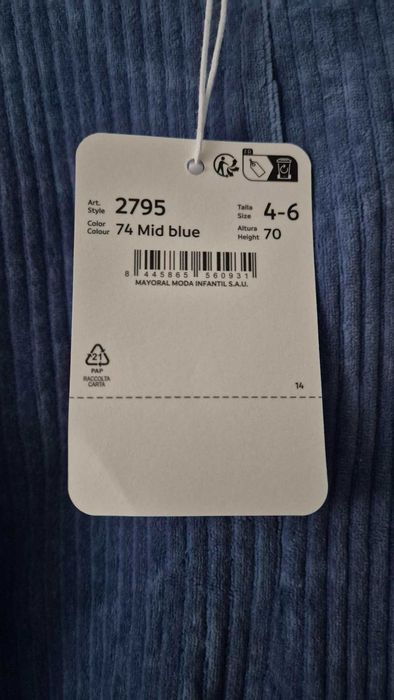 Art.
Style 2795
Talla
Size 4-6
Color
Colour 74 Mid blue
Altura
Height 70
8 445865 560931
MAYORAL MODA INFANTIL S.A.U.
21
PAP
RACCOLTA
CARTA
14